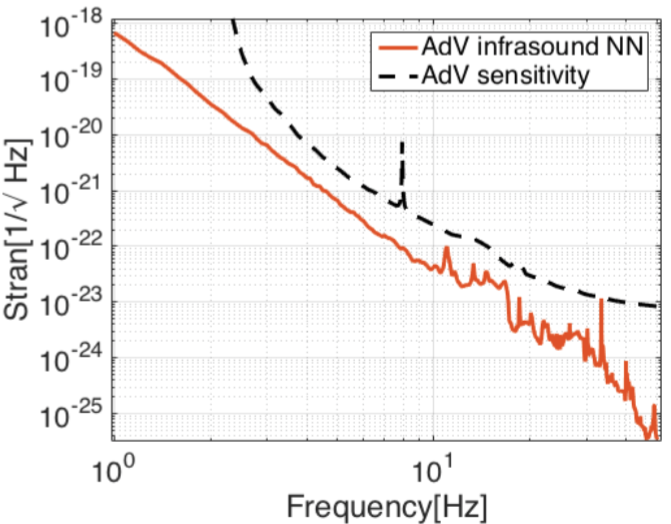 10^-18
10^-19
10^-20
10^-21
10^-22
10^-23
10^-24
10^-25
Stran[1/√ Hz]
AdV infrasound NN
AdV sensitivity
10^0
10^1
Frequency[Hz]